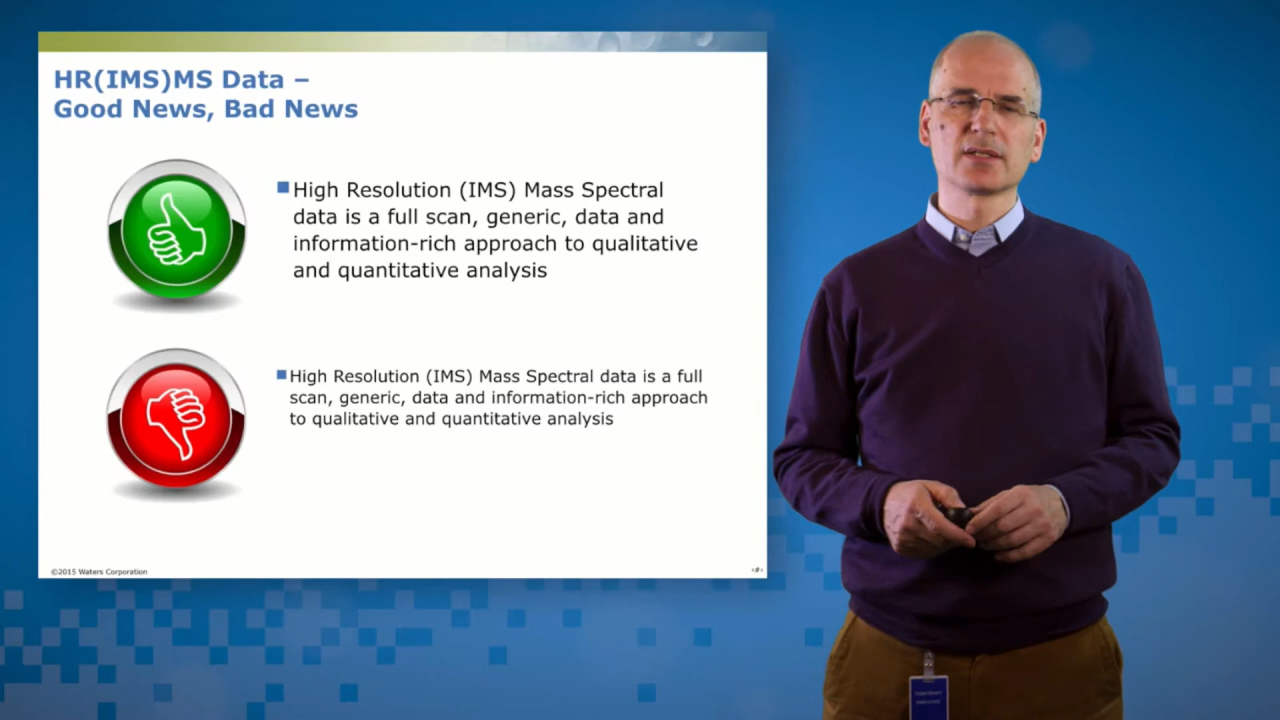 HR(IMS)MS Data –
Good News, Bad News
■ High Resolution (IMS) Mass Spectral
data is a full scan, generic, data and
information-rich approach to qualitative
and quantitative analysis
■ High Resolution (IMS) Mass Spectral data is a full
scan, generic, data and information-rich approach
to qualitative and quantitative analysis
©2015 Waters Corporation
‹#›